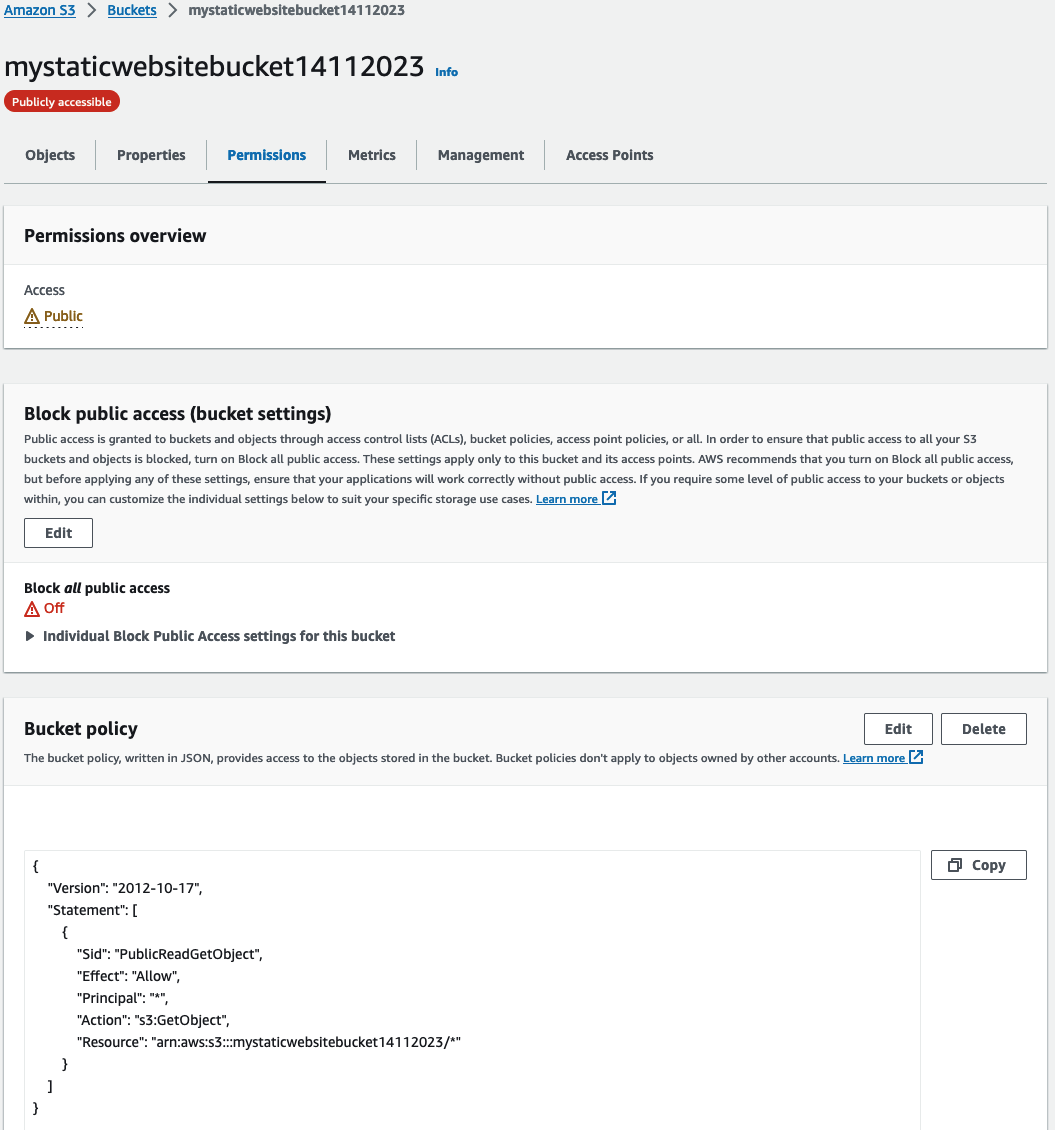 Amazon S3 > Buckets > mystaticwebsitebucket14112023
mystaticwebsitebucket14112023 Info
Publicly accessible
Objects Properties Permissions Metrics Management Access Points
Permissions overview
Access
Public
Block public access (bucket settings)
Public access is granted to buckets and objects through access control lists (ACLs), bucket policies, access point policies, or all. In order to ensure that public access to all your S3
buckets and objects is blocked, turn on Block all public access. These settings apply only to this bucket and its access points. AWS recommends that you turn on Block all public access,
but before applying any of these settings, ensure that your applications will work correctly without public access. If you require some level of public access to your buckets or objects
within, you can customize the individual settings below to suit your specific storage use cases. Learn more
Edit
Block all public access
Off
Individual Block Public Access settings for this bucket
Bucket policy Edit Delete
The bucket policy, written in JSON, provides access to the objects stored in the bucket. Bucket policies don't apply to objects owned by other accounts. Learn more
Copy
{
"Version": "2012-10-17",
"Statement": [
{
"Sid": "PublicReadGetObject",
"Effect": "Allow",
"Principal": "*",
"Action": "s3:GetObject",
"Resource": "arn:aws:s3:::mystaticwebsitebucket14112023/*"
}
]
}